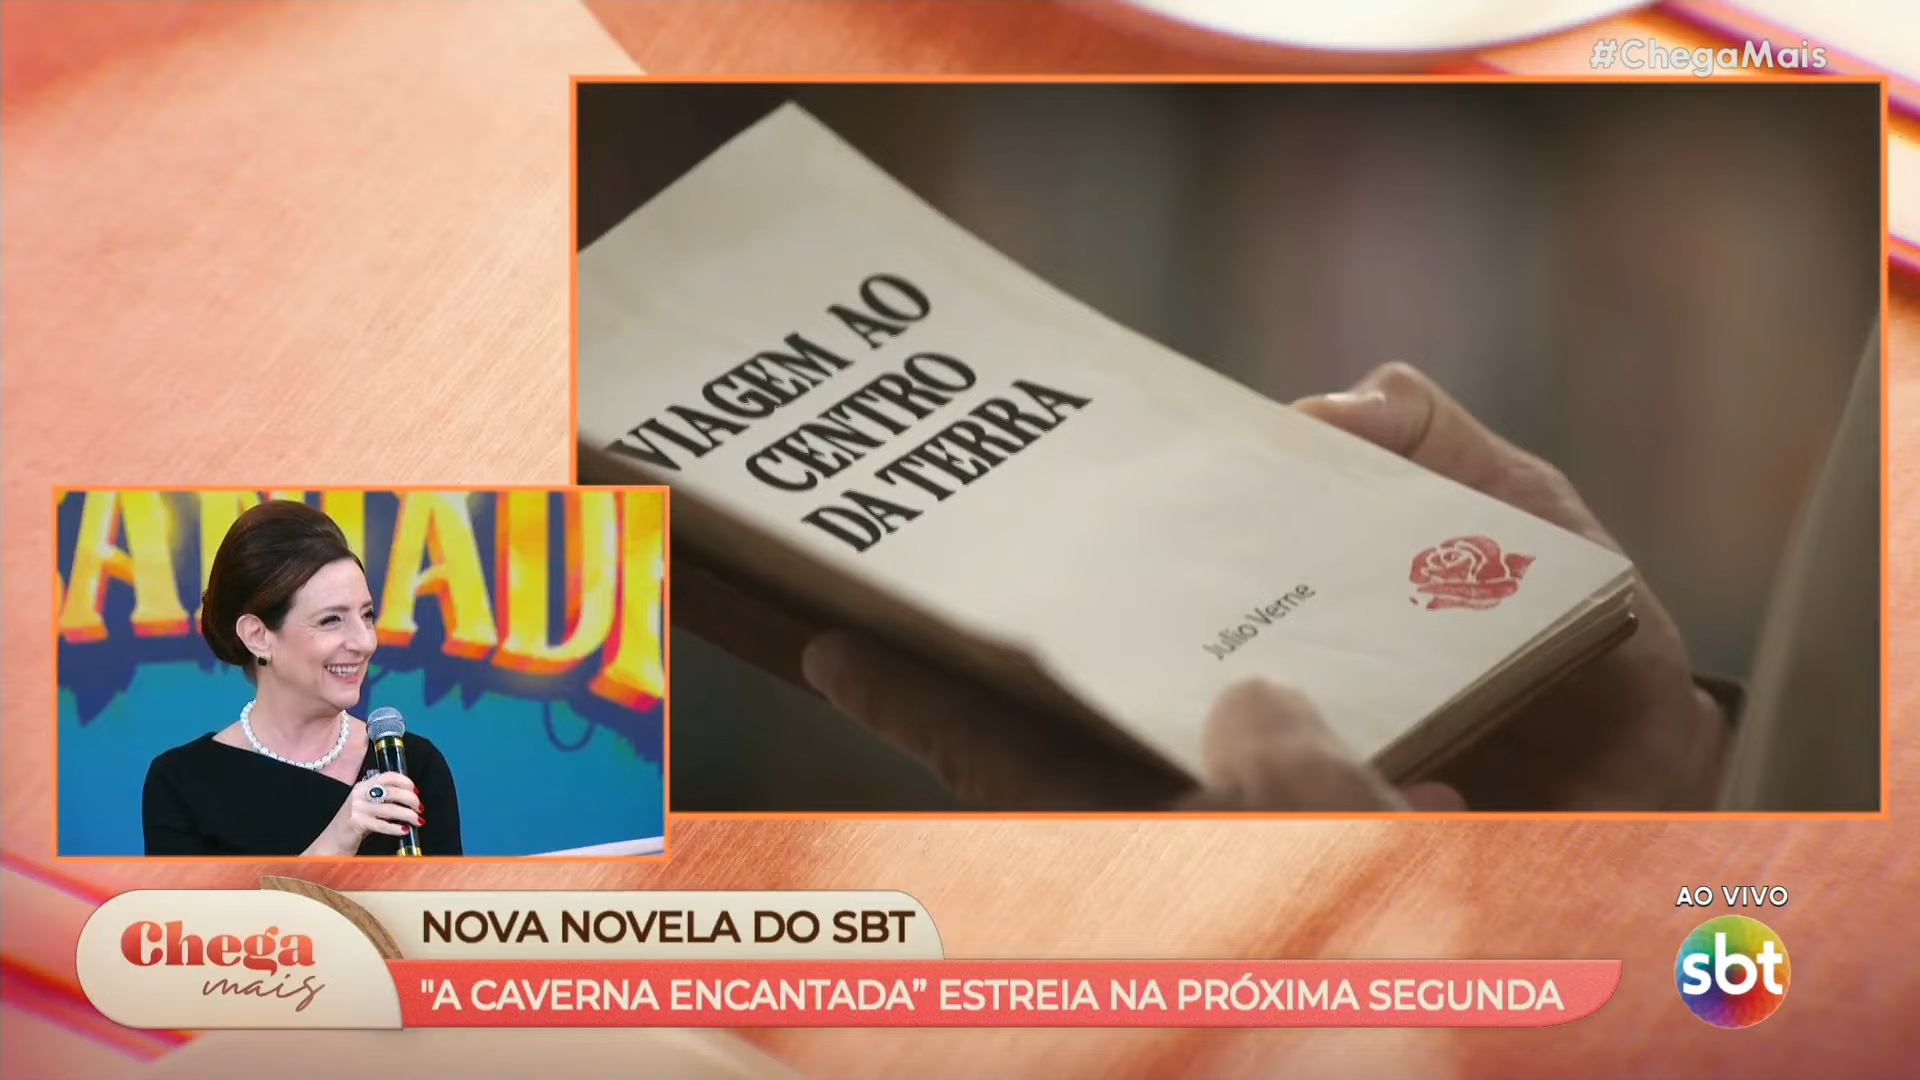 #ChegaMais
VIAGEM AO
CENTRO
DA TERRA
Julio Verne
Chega
mais
NOVA NOVELA DO SBT
"A CAVERNA ENCANTADA” ESTREIA NA PRÓXIMA SEGUNDA
AO VIVO
sbt